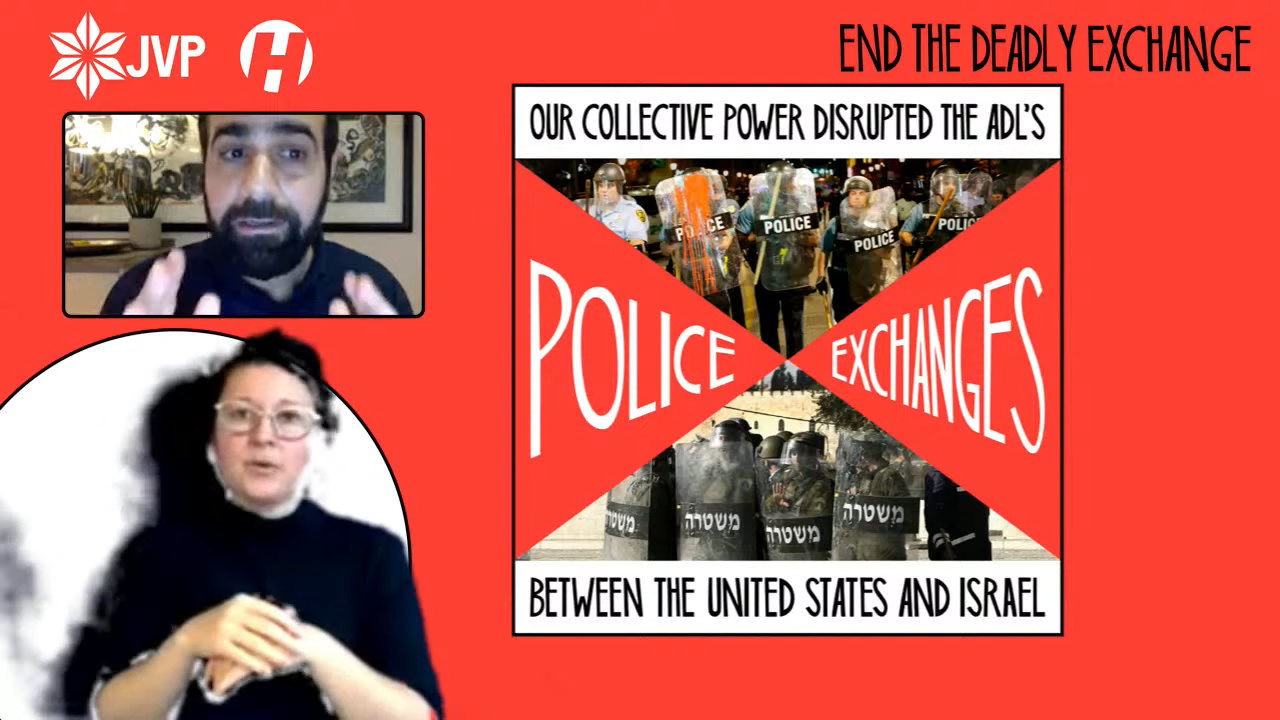 JVP
H
END THE DEADLY EXCHANGE
OUR COLLECTIVE POWER DISRUPTED THE ADL'S
POLICE
POLICE
POLICE
POLICE
POLICE EXCHANGES
משטרה
משטרה
משטרה
משטרה
BETWEEN THE UNITED STATES AND ISRAEL